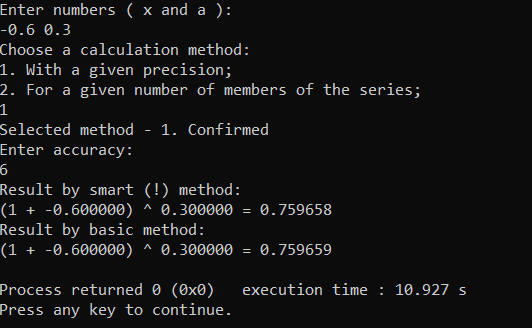 Enter numbers ( x and a ):
-0.6 0.3
Choose a calculation method:
1. With a given precision;
2. For a given number of members of the series;
1
Selected method - 1. Confirmed
Enter accuracy:
6
Result by smart (!) method:
(1 + -0.600000) ^ 0.300000 = 0.759658
Result by basic method:
(1 + -0.600000) ^ 0.300000 = 0.759659
Process returned 0 (0x0)   execution time : 10.927 s
Press any key to continue.